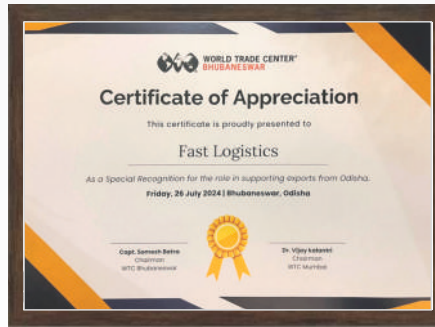 WORLD TRADE CENTER®
BHUBANESWAR
Certificate of Appreciation
This certificate is proudly presented to
Fast Logistics
As a Special Recognition for the role in supporting exports from Odisha.
Friday, 26 July 2024 | Bhubaneswar, Odisha
Capt. Somesh Batra
Chairman
WTC Bhubaneswar
Dr. Vijay Kalantri
Chairman
WTC Mumbai